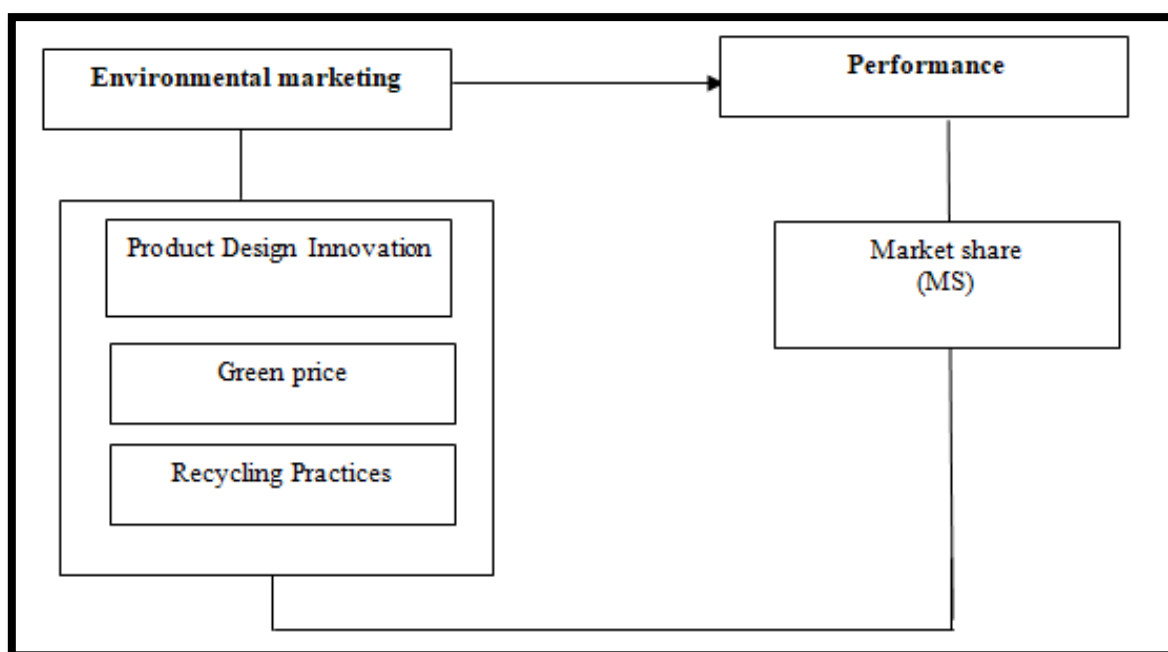 Environmental marketing
Performance
Product Design Innovation
Market share
(MS)
Green price
Recycling Practices